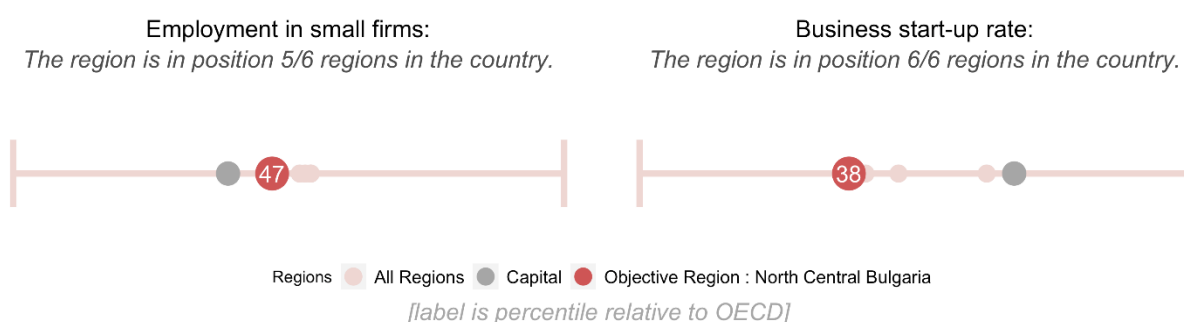 Employment in small firms:
The region is in position 5/6 regions in the country.
47
Business start-up rate:
The region is in position 6/6 regions in the country.
38
Regions All Regions Capital Objective Region : North Central Bulgaria
[label is percentile relative to OECD]